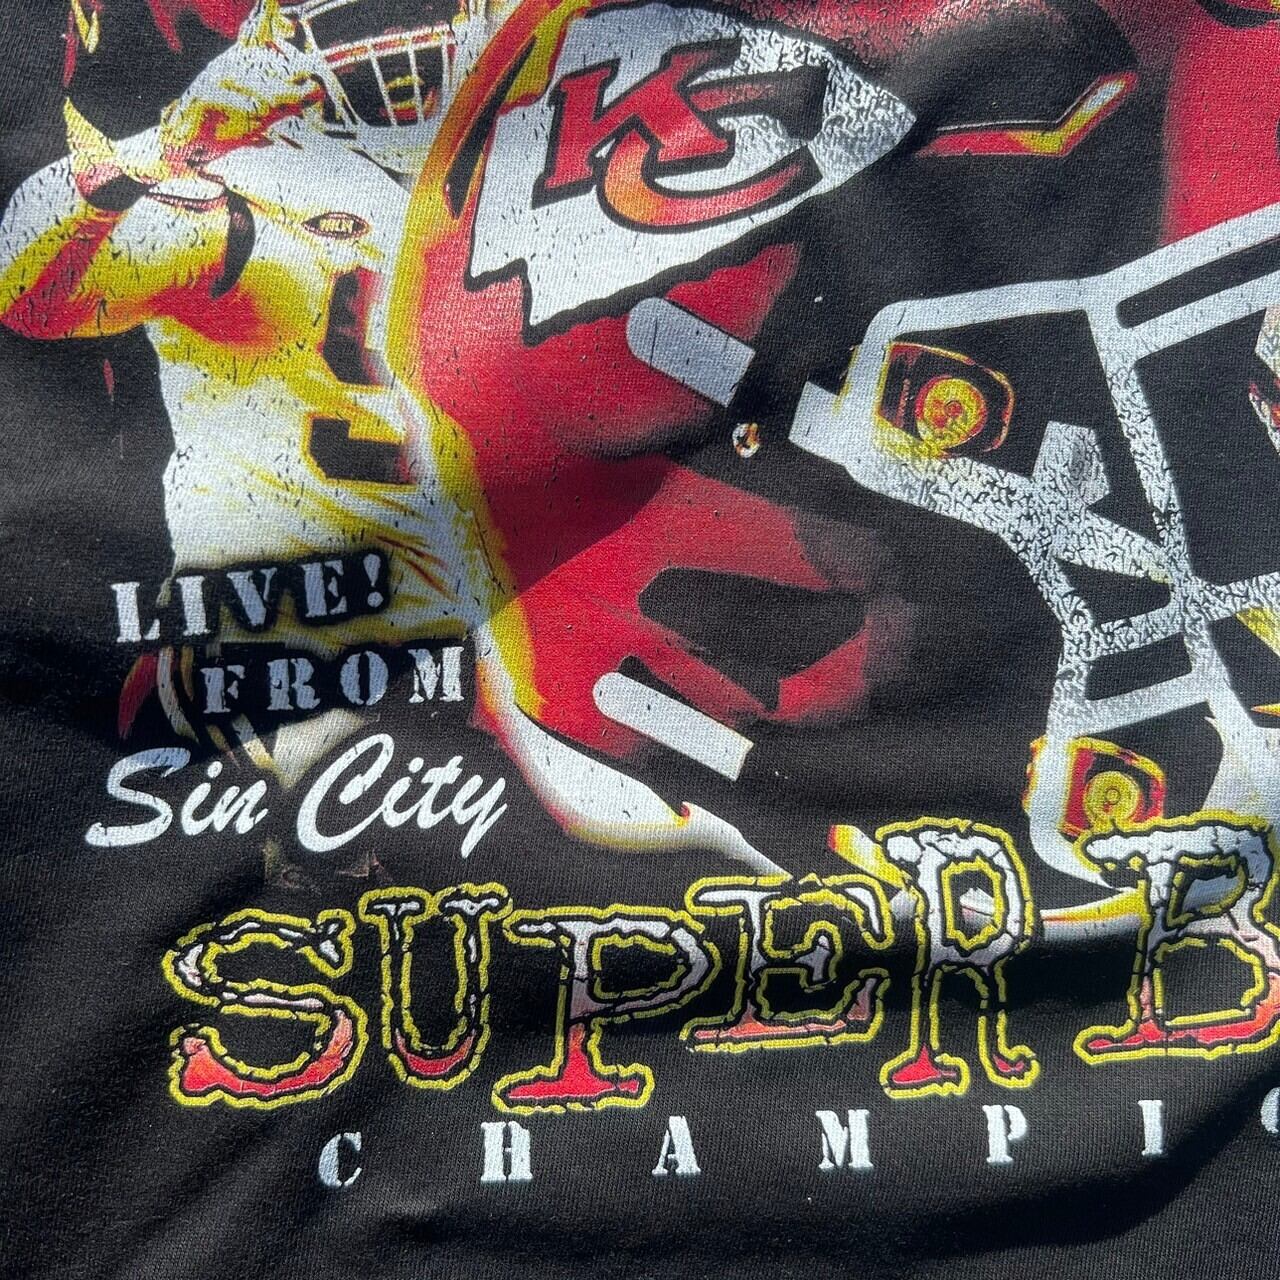 KC
LIVE!
FROM
Sin City
SUPER B
CHAMPI